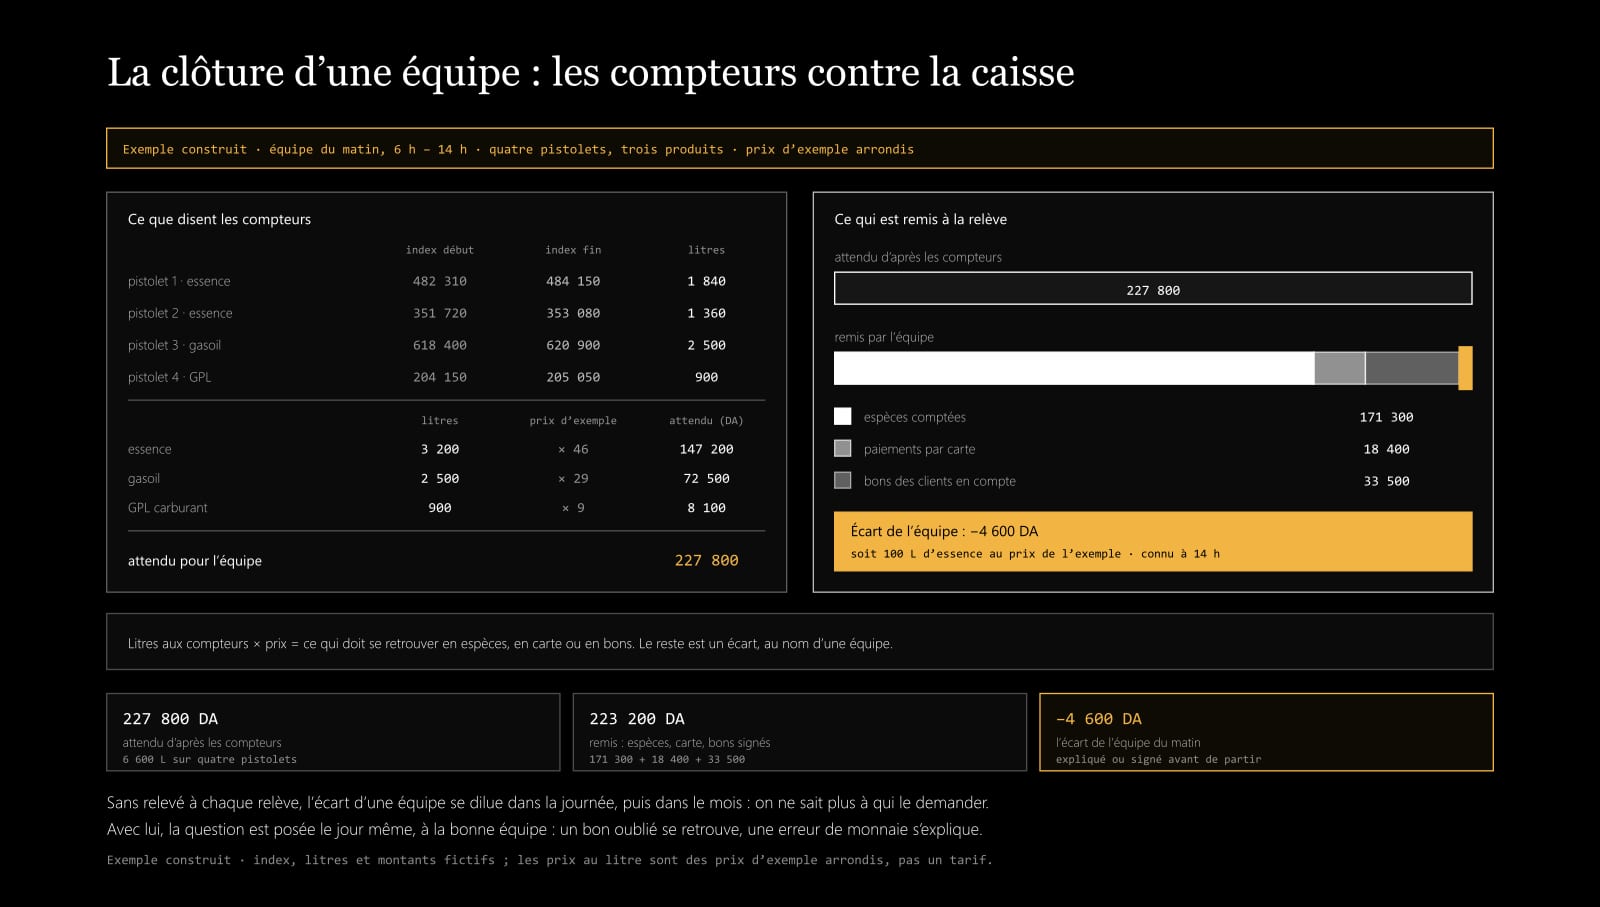 La clôture d’une équipe : les compteurs contre la caisse
Exemple construit · équipe du matin, 6 h – 14 h · quatre pistolets, trois produits · prix d’exemple arrondis
Ce que disent les compteurs
index début index fin litres
pistolet 1 · essence 482 310 484 150 1 840
pistolet 2 · essence 351 720 353 080 1 360
pistolet 3 · gasoil 618 400 620 900 2 500
pistolet 4 · GPL 204 150 205 050 900
litres prix d’exemple attendu (DA)
essence 3 200 × 46 147 200
gasoil 2 500 × 29 72 500
GPL carburant 900 × 9 8 100
attendu pour l’équipe 227 800
Ce qui est remis à la relève
attendu d’après les compteurs
227 800
remis par l’équipe
espèces comptées 171 300
paiements par carte 18 400
bons des clients en compte 33 500
Écart de l’équipe : −4 600 DA
soit 100 L d’essence au prix de l’exemple · connu à 14 h
Litres aux compteurs × prix = ce qui doit se retrouver en espèces, en carte ou en bons. Le reste est un écart, au nom d’une équipe.
227 800 DA
attendu d’après les compteurs
6 600 L sur quatre pistolets
223 200 DA
remis : espèces, carte, bons signés
171 300 + 18 400 + 33 500
−4 600 DA
l’écart de l’équipe du matin
expliqué ou signé avant de partir
Sans relevé à chaque relève, l’écart d’une équipe se dilue dans la journée, puis dans le mois : on ne sait plus à qui le demander.
Avec lui, la question est posée le jour même, à la bonne équipe : un bon oublié se retrouve, une erreur de monnaie s’explique.
Exemple construit · index, litres et montants fictifs ; les prix au litre sont des prix d’exemple arrondis, pas un tarif.